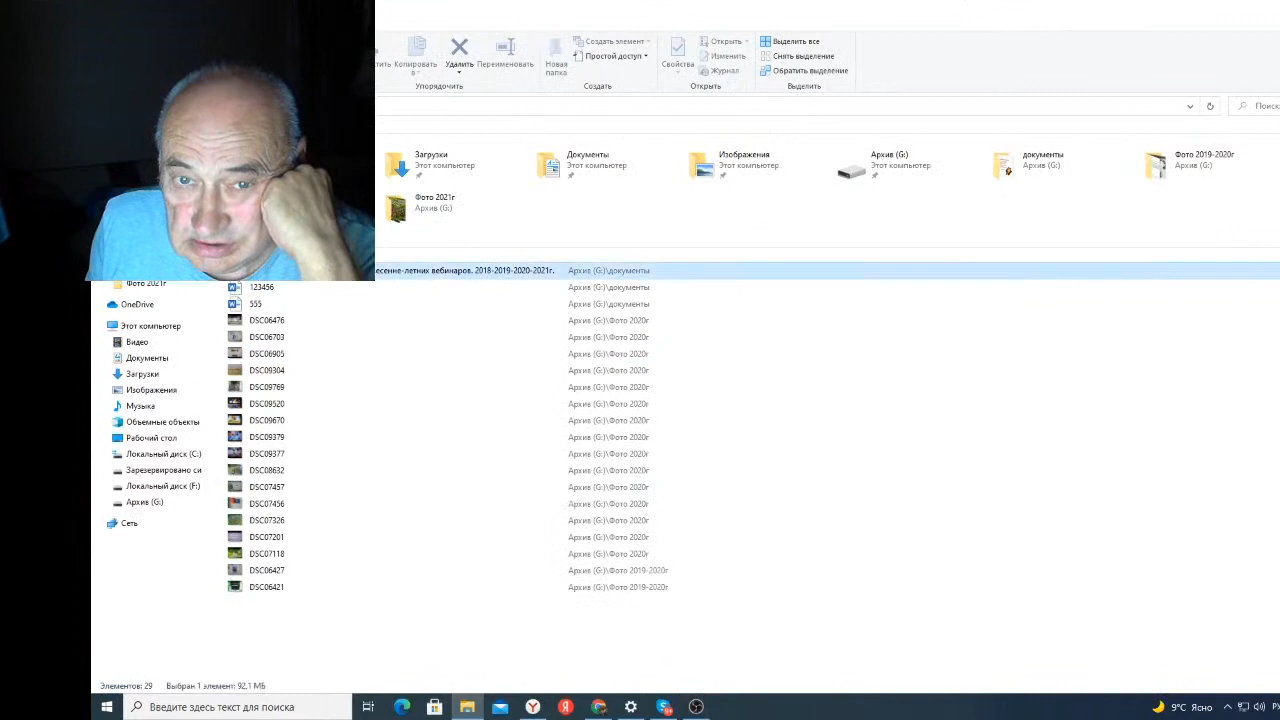 Копировать в
Удалить
Переименовать
Новая папка
Создать элемент
Простой доступ
Свойства
Открыть
Изменить
Журнал
Выделить все
Снять выделение
Обратить выделение
Упорядочить
Создать
Открыть
Выделить
Поиск
Загрузки
Этот компьютер
Документы
Этот компьютер
Изображения
Этот компьютер
Архив (G:)
Этот компьютер
документы
Архив (G:)
Фото 2019-2020г
Архив (G:)
Фото 2021г
Архив (G:)
есенне-летних вебинаров. 2018-2019-2020-2021г. Архив (G:)\документы
123456 Архив (G:)\документы
555 Архив (G:)\документы
DSC06476 Архив (G:)\Фото 2020г
DSC06703 Архив (G:)\Фото 2020г
DSC06905 Архив (G:)\Фото 2020г
DSC09304 Архив (G:)\Фото 2020г
DSC09769 Архив (G:)\Фото 2020г
DSC09520 Архив (G:)\Фото 2020г
DSC09670 Архив (G:)\Фото 2020г
DSC09379 Архив (G:)\Фото 2020г
DSC09377 Архив (G:)\Фото 2020г
DSC08632 Архив (G:)\Фото 2020г
DSC07457 Архив (G:)\Фото 2020г
DSC07456 Архив (G:)\Фото 2020г
DSC07326 Архив (G:)\Фото 2020г
DSC07201 Архив (G:)\Фото 2020г
DSC07118 Архив (G:)\Фото 2020г
DSC06427 Архив (G:)\Фото 2019-2020г
DSC06421 Архив (G:)\Фото 2019-2020г
Фото 2021г
OneDrive
Этот компьютер
Видео
Документы
Загрузки
Изображения
Музыка
Объемные объекты
Рабочий стол
Локальный диск (C:)
Зарезервировано си
Локальный диск (F:)
Архив (G:)
Сеть
Элементов: 29 Выбран 1 элемент: 92,1 МБ
Введите здесь текст для поиска
9°C Ясно